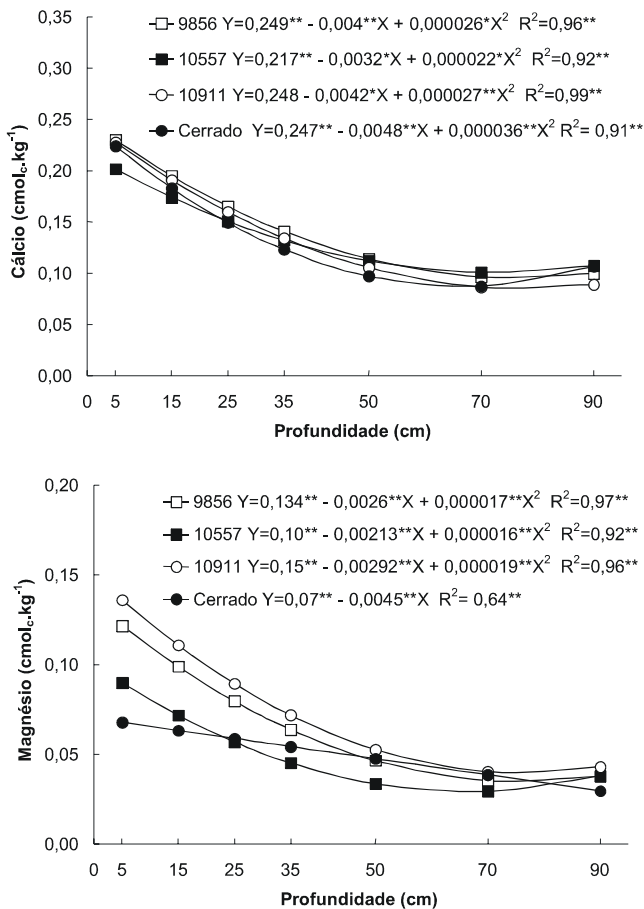 0,35
0,30
0,25
0,20
0,15
0,10
0,05
0,00
Cálcio (cmolc.kg-1)
9856 Y=0,249** - 0,004**X + 0,000026*X2 R2=0,96**
10557 Y=0,217** - 0,0032*X + 0,000022*X2 R2=0,92**
10911 Y=0,248 - 0,0042*X + 0,000027**X2 R2=0,99**
Cerrado Y=0,247** - 0,0048**X + 0,000036**X2 R2= 0,91**
0 5 15 25 35 50 70 90
Profundidade (cm)
0,20
0,15
0,10
0,05
0,00
Magnésio (cmolc.kg-1)
9856 Y=0,134** - 0,0026**X + 0,000017**X2 R2=0,97**
10557 Y=0,10** - 0,00213**X + 0,000016**X2 R2=0,92**
10911 Y=0,15** - 0,00292**X + 0,000019**X2 R2=0,96**
Cerrado Y=0,07** - 0,0045**X R2= 0,64**
0 5 15 25 35 50 70 90
Profundidade (cm)